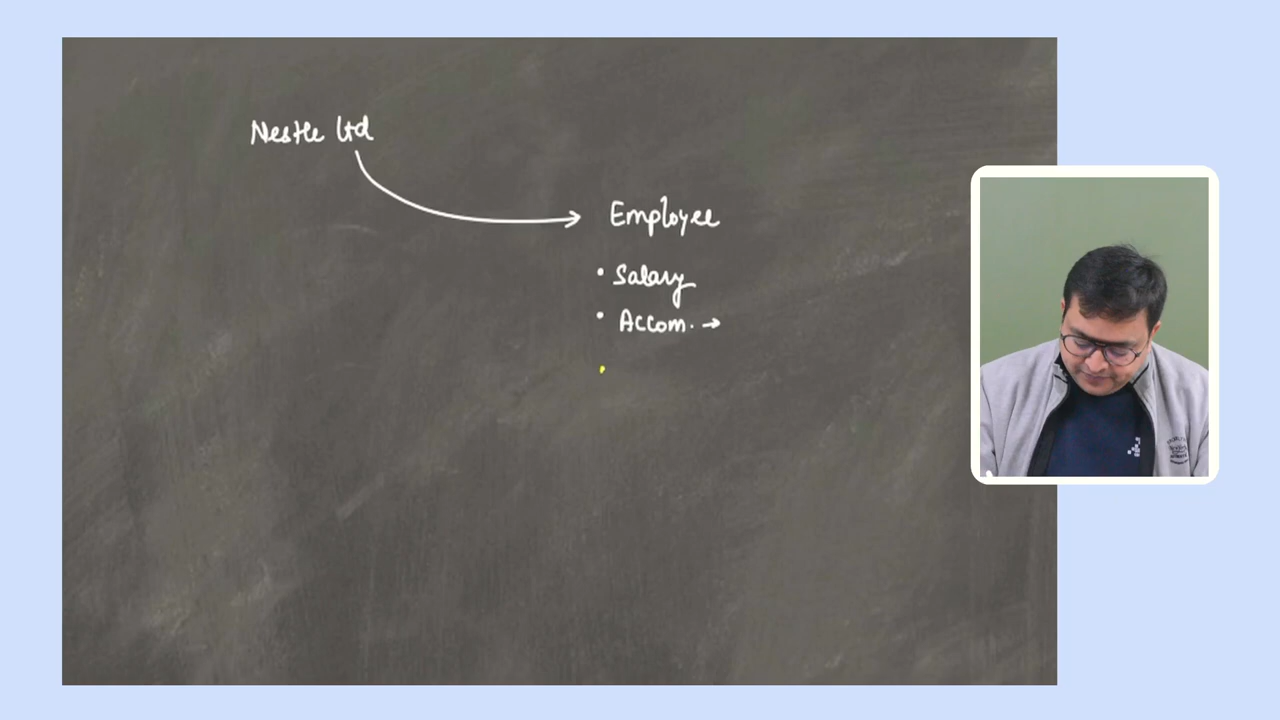 Nestle Ltd
Employee
• Salary
• Accom. →